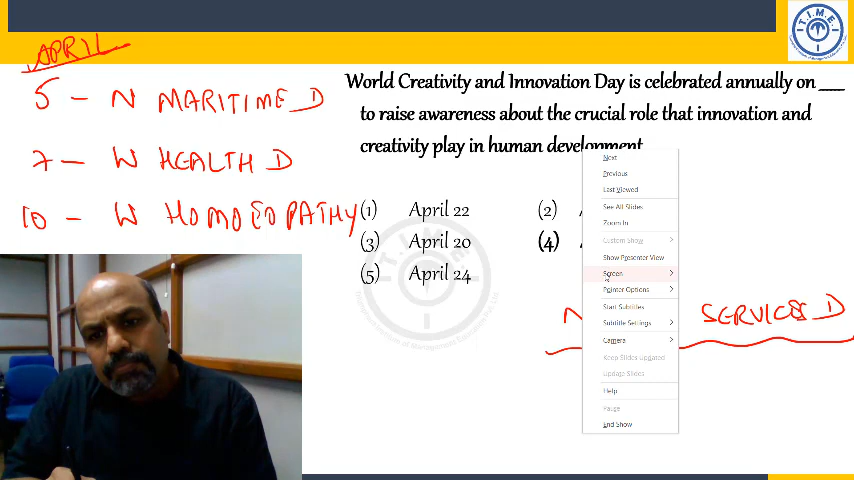 T.I.M.E.
APRIL
5 - N MARITIME D
7 - W HEALTH D
10 - W HOMOEOPATHY
World Creativity and Innovation Day is celebrated annually on ____
to raise awareness about the crucial role that innovation and
creativity play in human development.
(1) April 22 (2)
(3) April 20 (4)
(5) April 24
N SERVICES D
Next
Previous
Last Viewed
See All Slides
Zoom In
Custom Show
Show Presenter View
Screen
Pointer Options
Start Subtitles
Subtitle Settings
Camera
Keep Slides Updated
Update Slides
Help
Pause
End Show